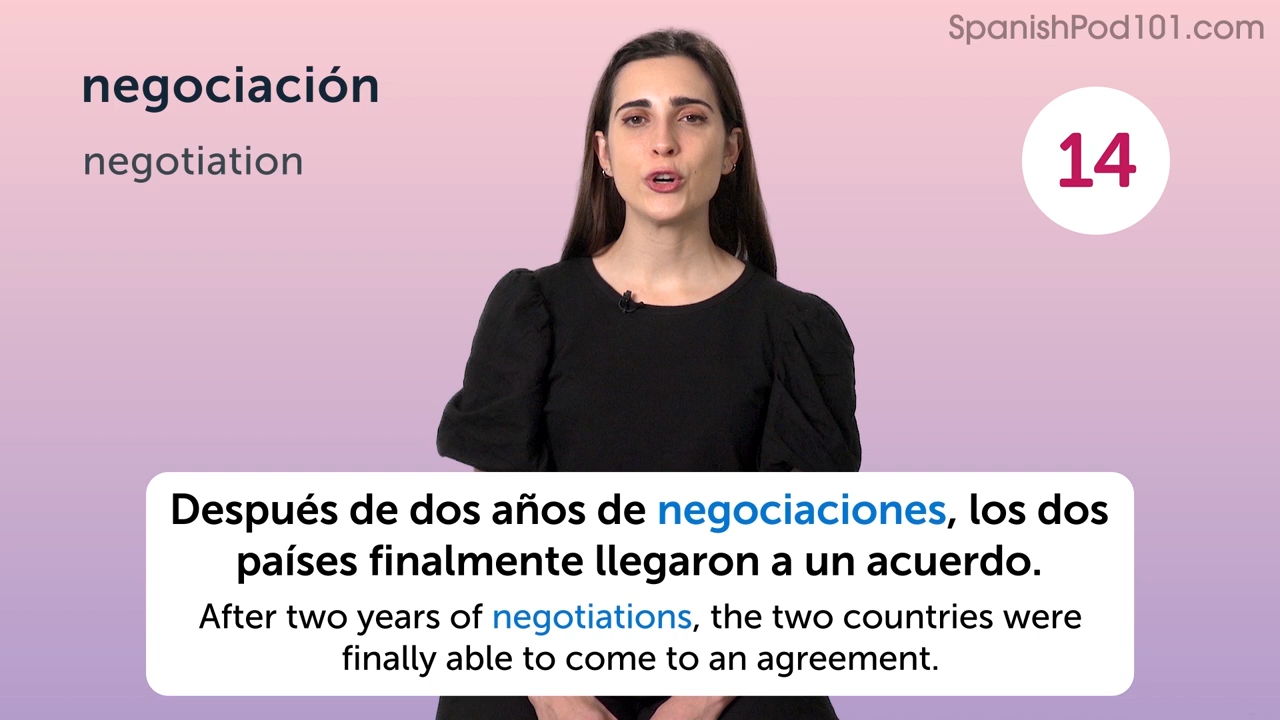 SpanishPod101.com
negociación
negotiation
14
Después de dos años de negociaciones, los dos
países finalmente llegaron a un acuerdo.
After two years of negotiations, the two countries were
finally able to come to an agreement.